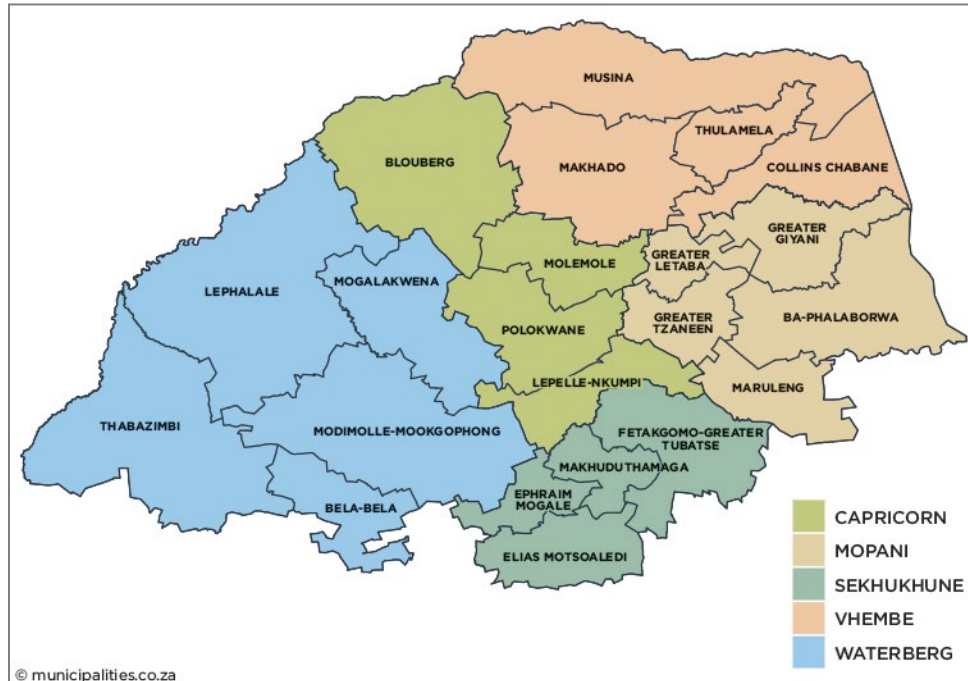 MUSINA
THULAMELA
BLOUBERG
MAKHADO
COLLINS CHABANE
GREATER
GIYANI
GREATER
LETABA
MOLEMOLE
MOGALAKWENA
LEPHALALE
GREATER
TZANEEN
BA-PHALABORWA
POLOKWANE
LEPELLE-NKUMPI
MARULENG
THABAZIMBI
MODIMOLLE-MOOKGOPHONG
FETAKGOMO-GREATER
TUBATSE
MAKHUDUTHAMAGA
EPHRAIM
MOGALE
BELA-BELA
ELIAS MOTSOALEDI
CAPRICORN
MOPANI
SEKHUKHUNE
VHEMBE
WATERBERG
© municipalities.co.za